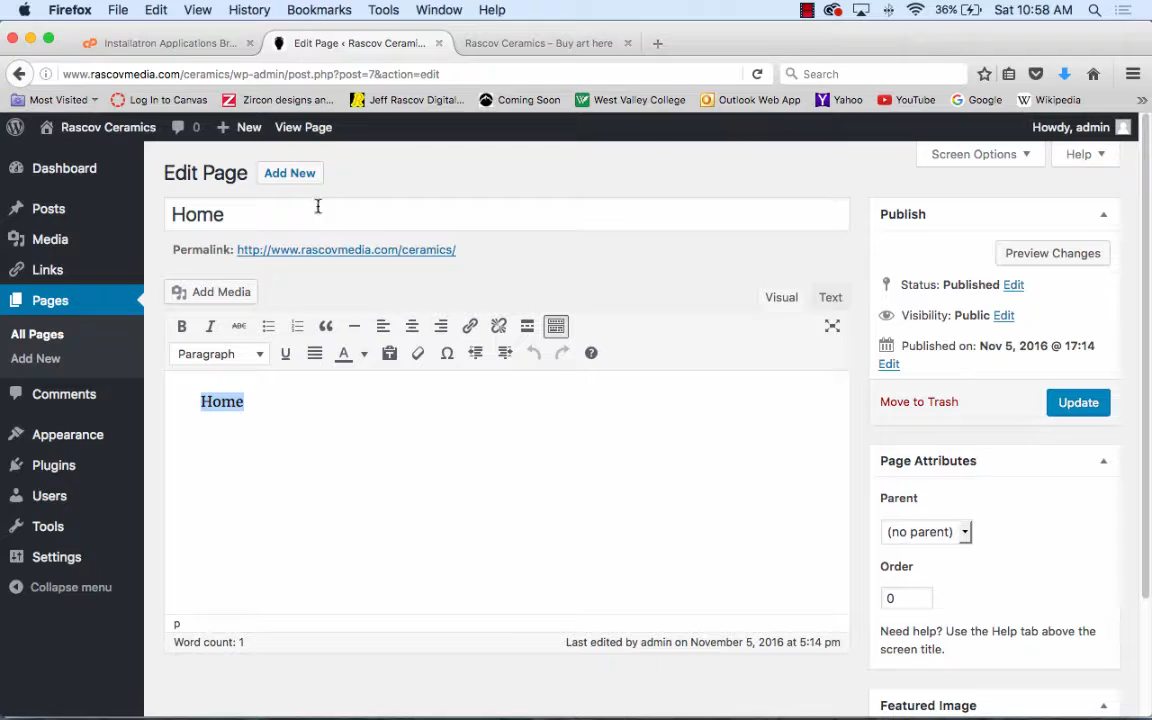 Firefox File Edit View History Bookmarks Tools Window Help 36% Sat 10:58 AM
Installatron Applications Br... × Edit Page ‹ Rascov Cerami... × Rascov Ceramics – Buy art here × +
www.rascovmedia.com/ceramics/wp-admin/post.php?post=7&action=edit Search
Most Visited Log In to Canvas Zircon designs an... Jeff Rascov Digital... Coming Soon West Valley College Outlook Web App Yahoo YouTube Google Wikipedia
Rascov Ceramics 0 + New View Page Howdy, admin
Screen Options Help
Edit Page Add New
Home
Permalink: http://www.rascovmedia.com/ceramics/
Add Media Visual Text
B I ABC
Paragraph U A Ω
Home
p
Word count: 1 Last edited by admin on November 5, 2016 at 5:14 pm
Dashboard
Posts
Media
Links
Pages
All Pages
Add New
Comments
Appearance
Plugins
Users
Tools
Settings
Collapse menu
Publish
Preview Changes
Status: Published Edit
Visibility: Public Edit
Published on: Nov 5, 2016 @ 17:14
Edit
Move to Trash Update
Page Attributes
Parent
(no parent)
Order
0
Need help? Use the Help tab above the
screen title.
Featured Image